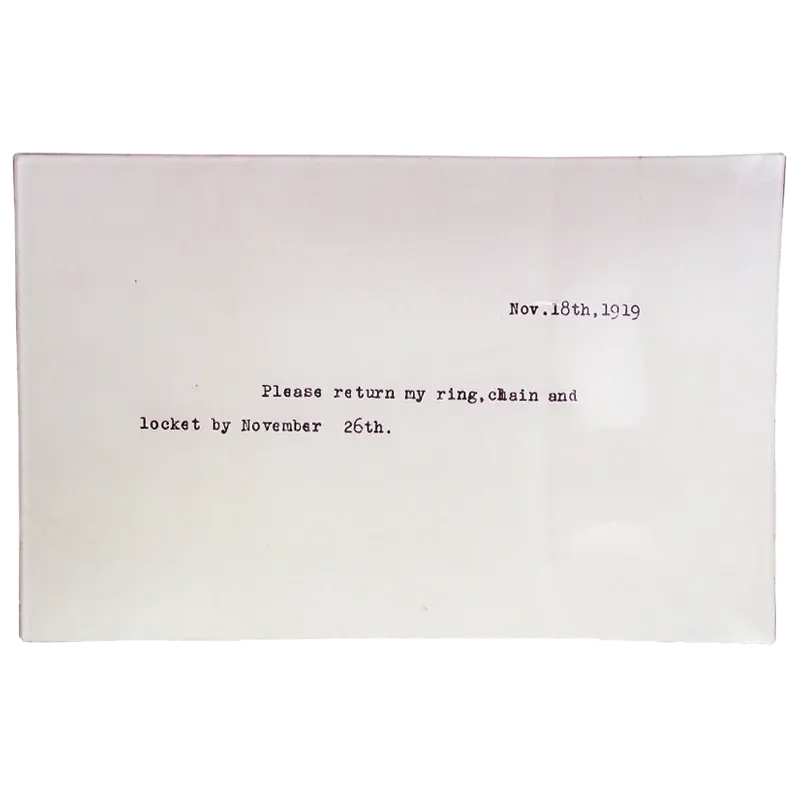 Nov.18th,1919
Please return my ring,chain and
locket by November 26th.